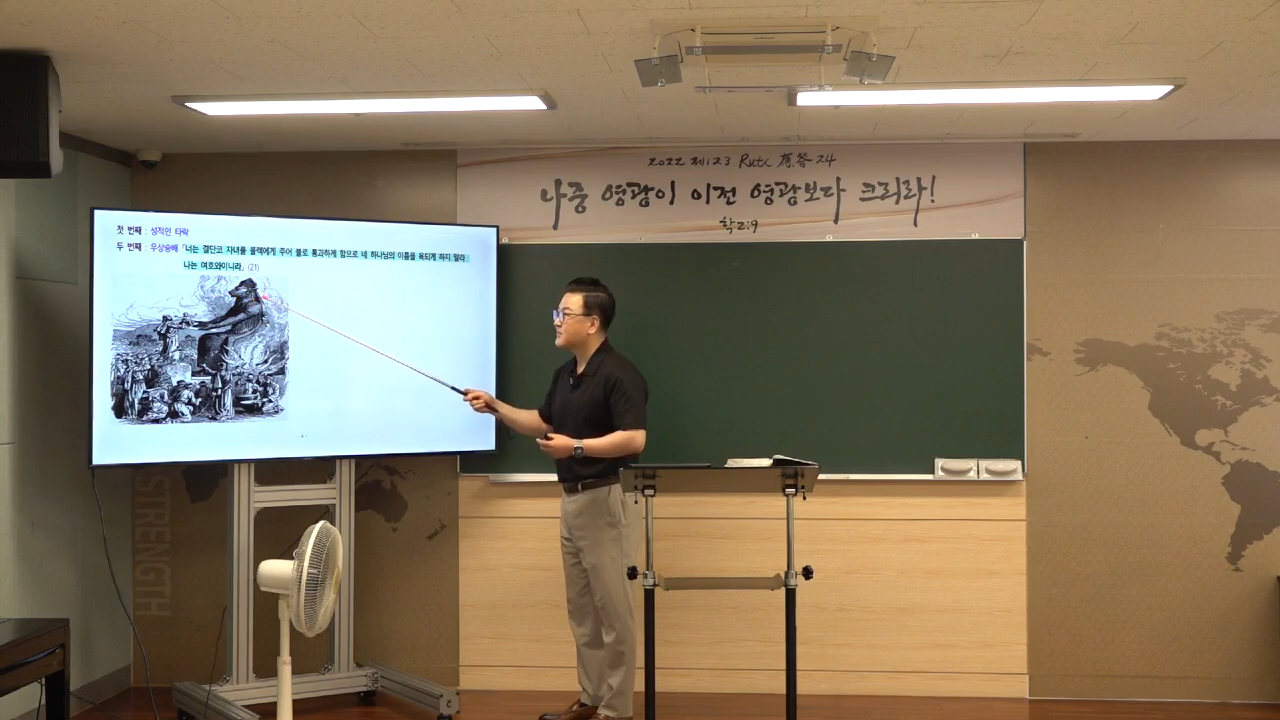 2022 제123 Rutc 應答 24
나중 영광이 이전 영광보다 크리라!
학2:9
첫 번째 : 성적인 타락
두 번째 : 우상숭배 「너는 결단코 자녀를 몰렉에게 주어 불로 통과하게 함으로 네 하나님의 이름을 욕되게 하지 말라
나는 여호와이니라」(21)
STRENGTH